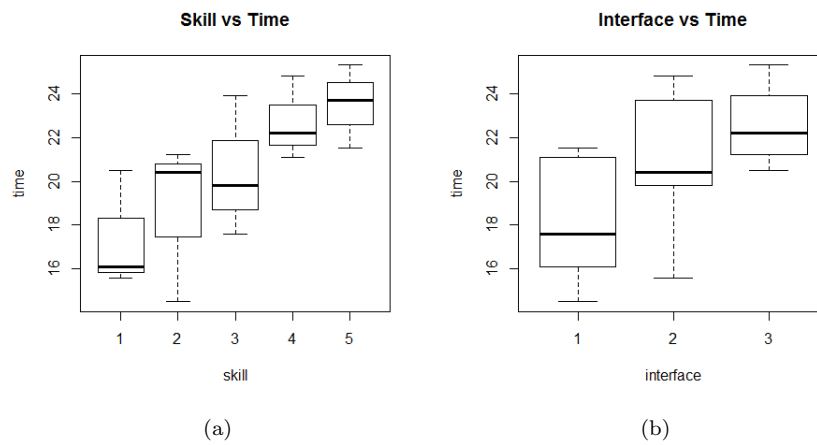 Skill vs Time
time
16 18 20 22 24
1 2 3 4 5
skill
(a)
Interface vs Time
time
16 18 20 22 24
1 2 3
interface
(b)